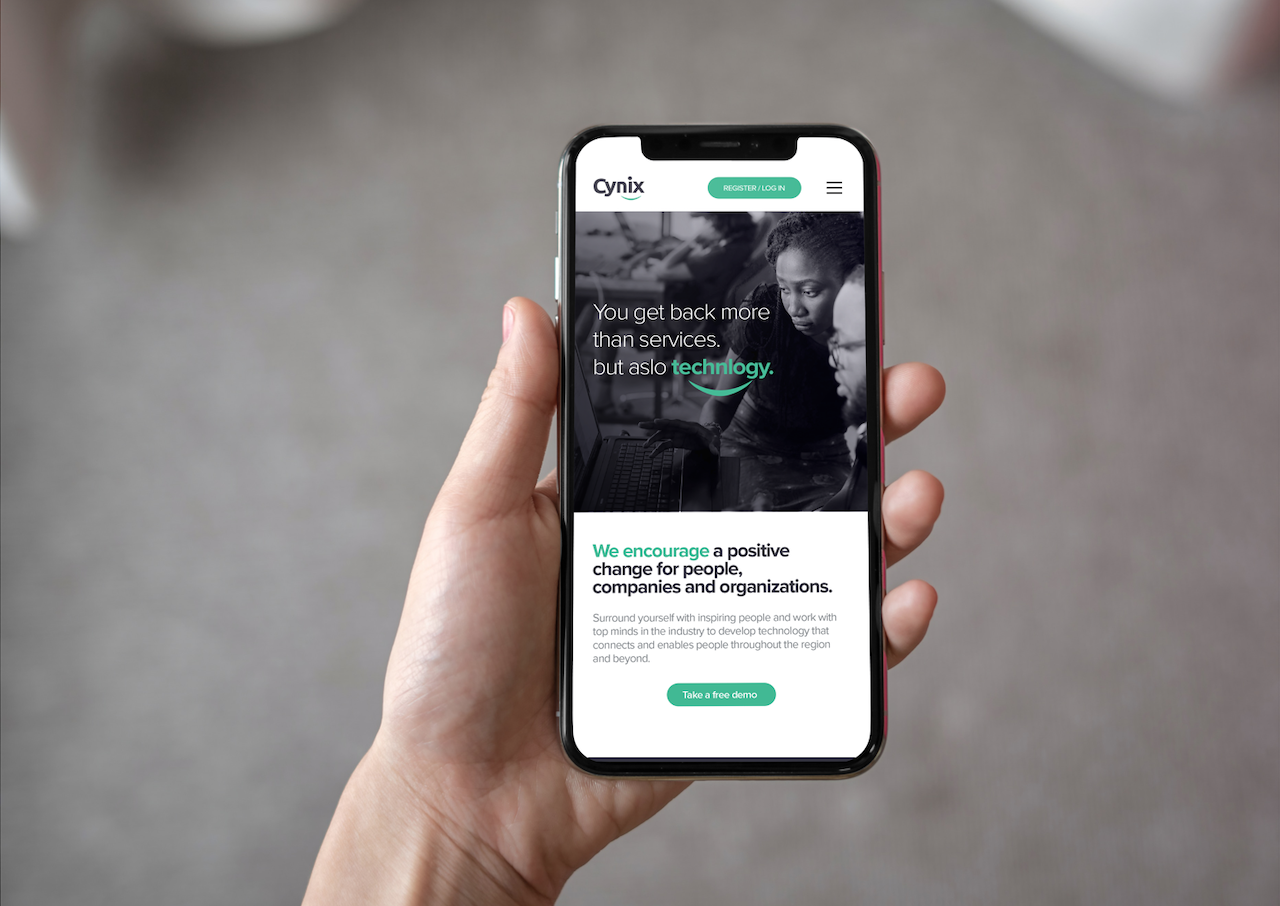 Cynix
REGISTER / LOG IN
You get back more
than services.
but aslo technlogy.
We encourage a positive
change for people,
companies and organizations.
Surround yourself with inspiring people and work with
top minds in the industry to develop technology that
connects and enables people throughout the region
and beyond.
Take a free demo